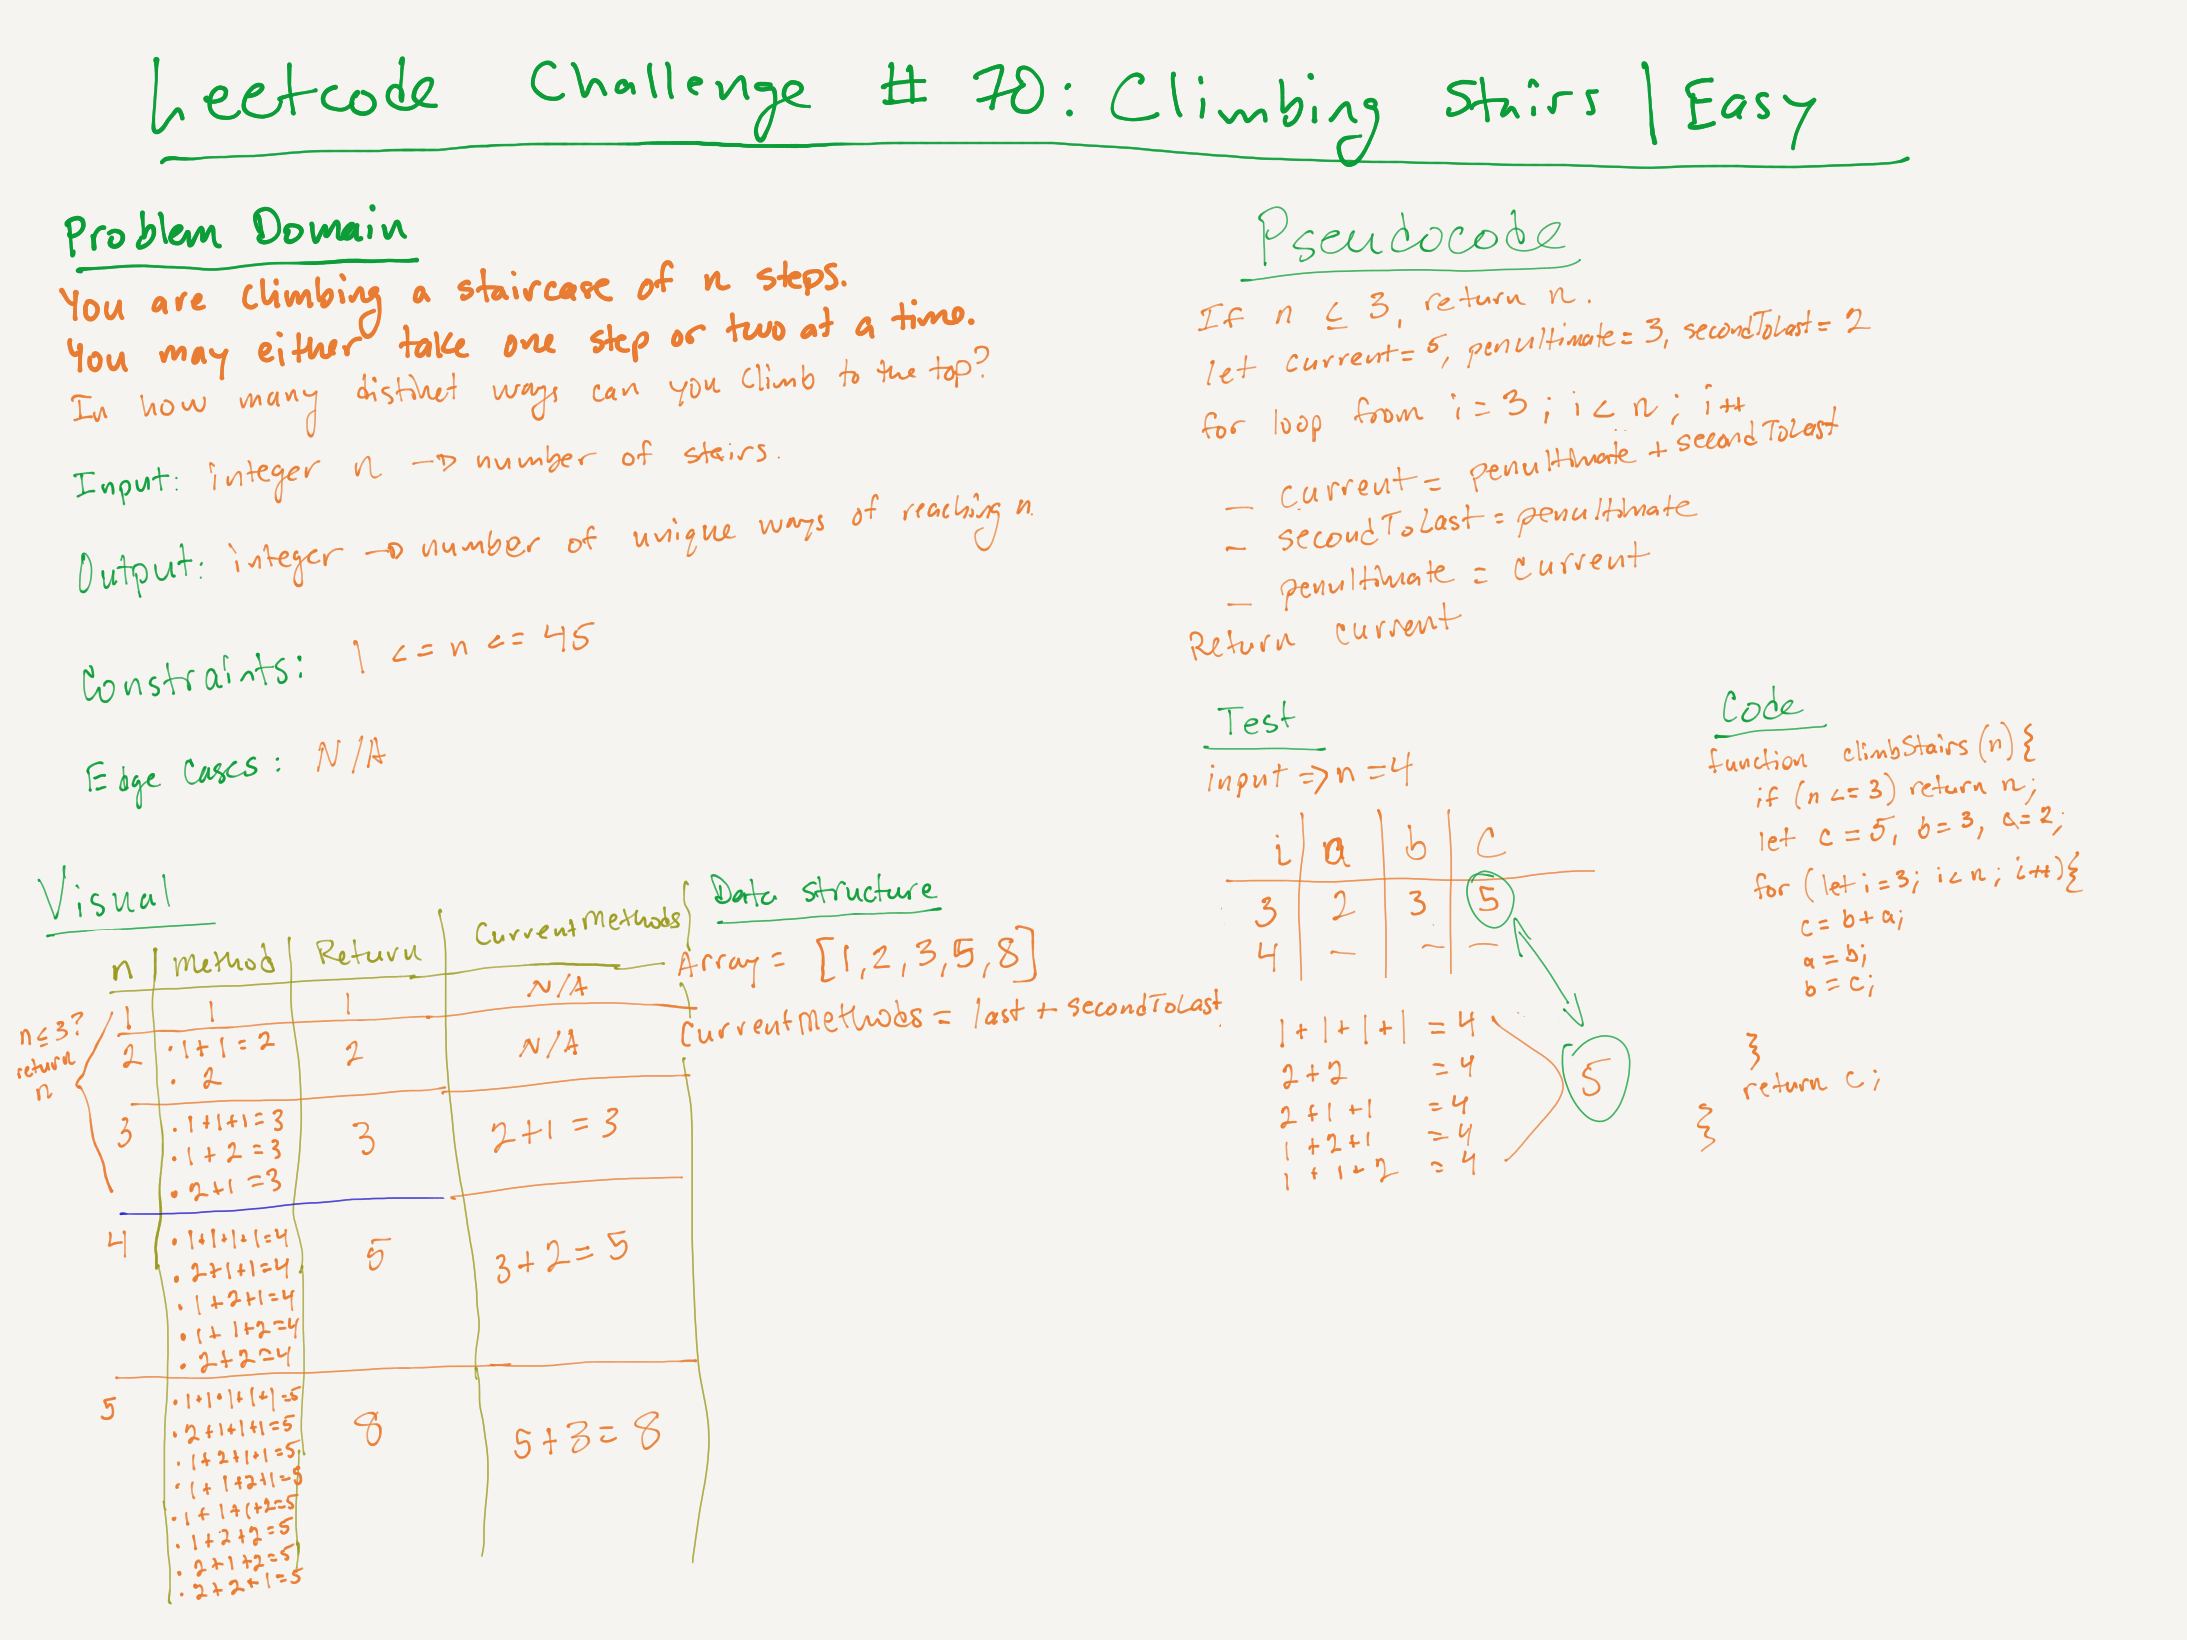 Leetcode Challenge # 70: Climbing Stairs | Easy
Problem Domain
You are climbing a staircase of n steps.
You may either take one step or two at a time.
In how many distinct ways can you climb to the top?
Input: integer n → number of stairs.
Output: integer → number of unique ways of reaching n.
Constraints: 1 <= n <= 45
Edge Cases: N/A
Visual
n | Method | Return | CurrentMethods
n ≤ 3?
return
n
1 | 1 | 1 | N/A
2 | • 1+1=2 | 2 | N/A
• 2
3 | • 1+1+1=3 | 3 | 2+1=3
• 1+2=3
• 2+1=3
4 | • 1+1+1+1=4 | 5 | 3+2=5
• 2+1+1=4
• 1+2+1=4
• 1+1+2=4
• 2+2=4
5 | • 1+1+1+1+1=5 | 8 | 5+3=8
• 2+1+1+1=5
• 1+2+1+1=5
• 1+1+2+1=5
• 1+1+1+2=5
• 1+2+2=5
• 2+1+2=5
• 2+2+1=5
Data structure
Array = [1,2,3,5,8]
CurrentMethods = last + secondToLast
Pseudocode
If n ≤ 3, return n.
let current = 5, penultimate = 3, secondToLast = 2
for loop from i = 3; i < n; i++
– current = penultimate + secondToLast
– secondToLast = penultimate
– penultimate = current
Return current
Test
input => n = 4
i | a | b | c
3 | 2 | 3 | 5
4 | – | – | –
1+1+1+1 = 4
2+2 = 4
2+1+1 = 4
1+2+1 = 4
1+1+2 = 4
5
Code
function climbStairs(n) {
if (n <= 3) return n;
let c = 5, b = 3, a = 2;
for (let i = 3; i < n; i++) {
c = b + a;
a = b;
b = c;
}
return c;
}